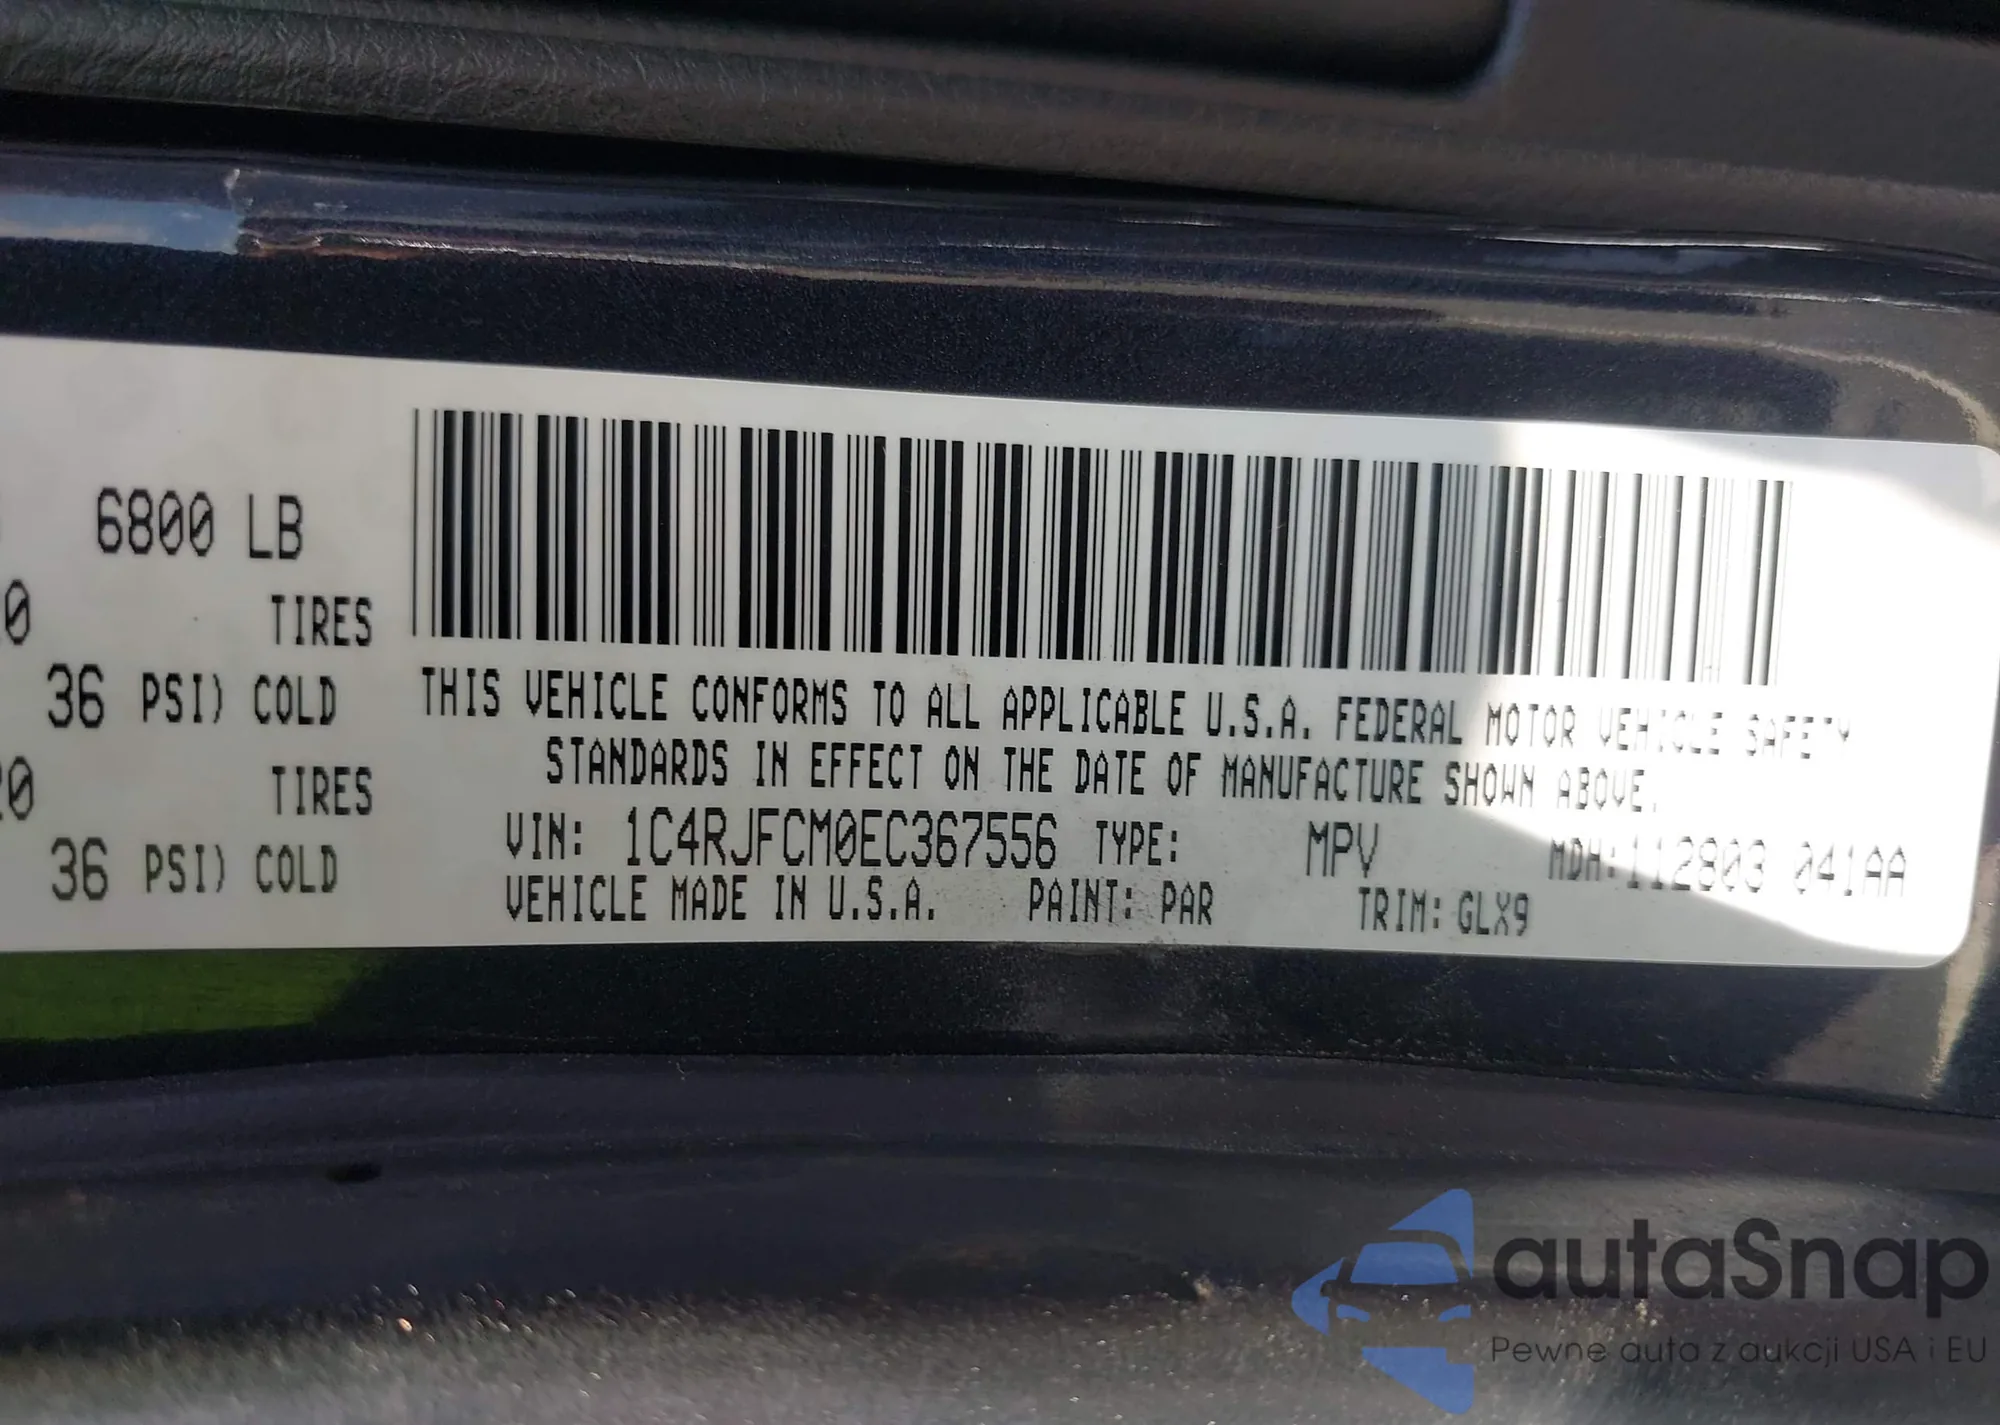 6800 LB
0 TIRES
36 PSI) COLD
20 TIRES
36 PSI) COLD
THIS VEHICLE CONFORMS TO ALL APPLICABLE U.S.A. FEDERAL MOTOR VEHICLE SAFETY
STANDARDS IN EFFECT ON THE DATE OF MANUFACTURE SHOWN ABOVE.
VIN: 1C4RJFCM0EC367556 TYPE: MPV MDH:112803 041AA
VEHICLE MADE IN U.S.A. PAINT: PAR TRIM: GLX9
autaSnap
Pewne auta z aukcji USA i EU